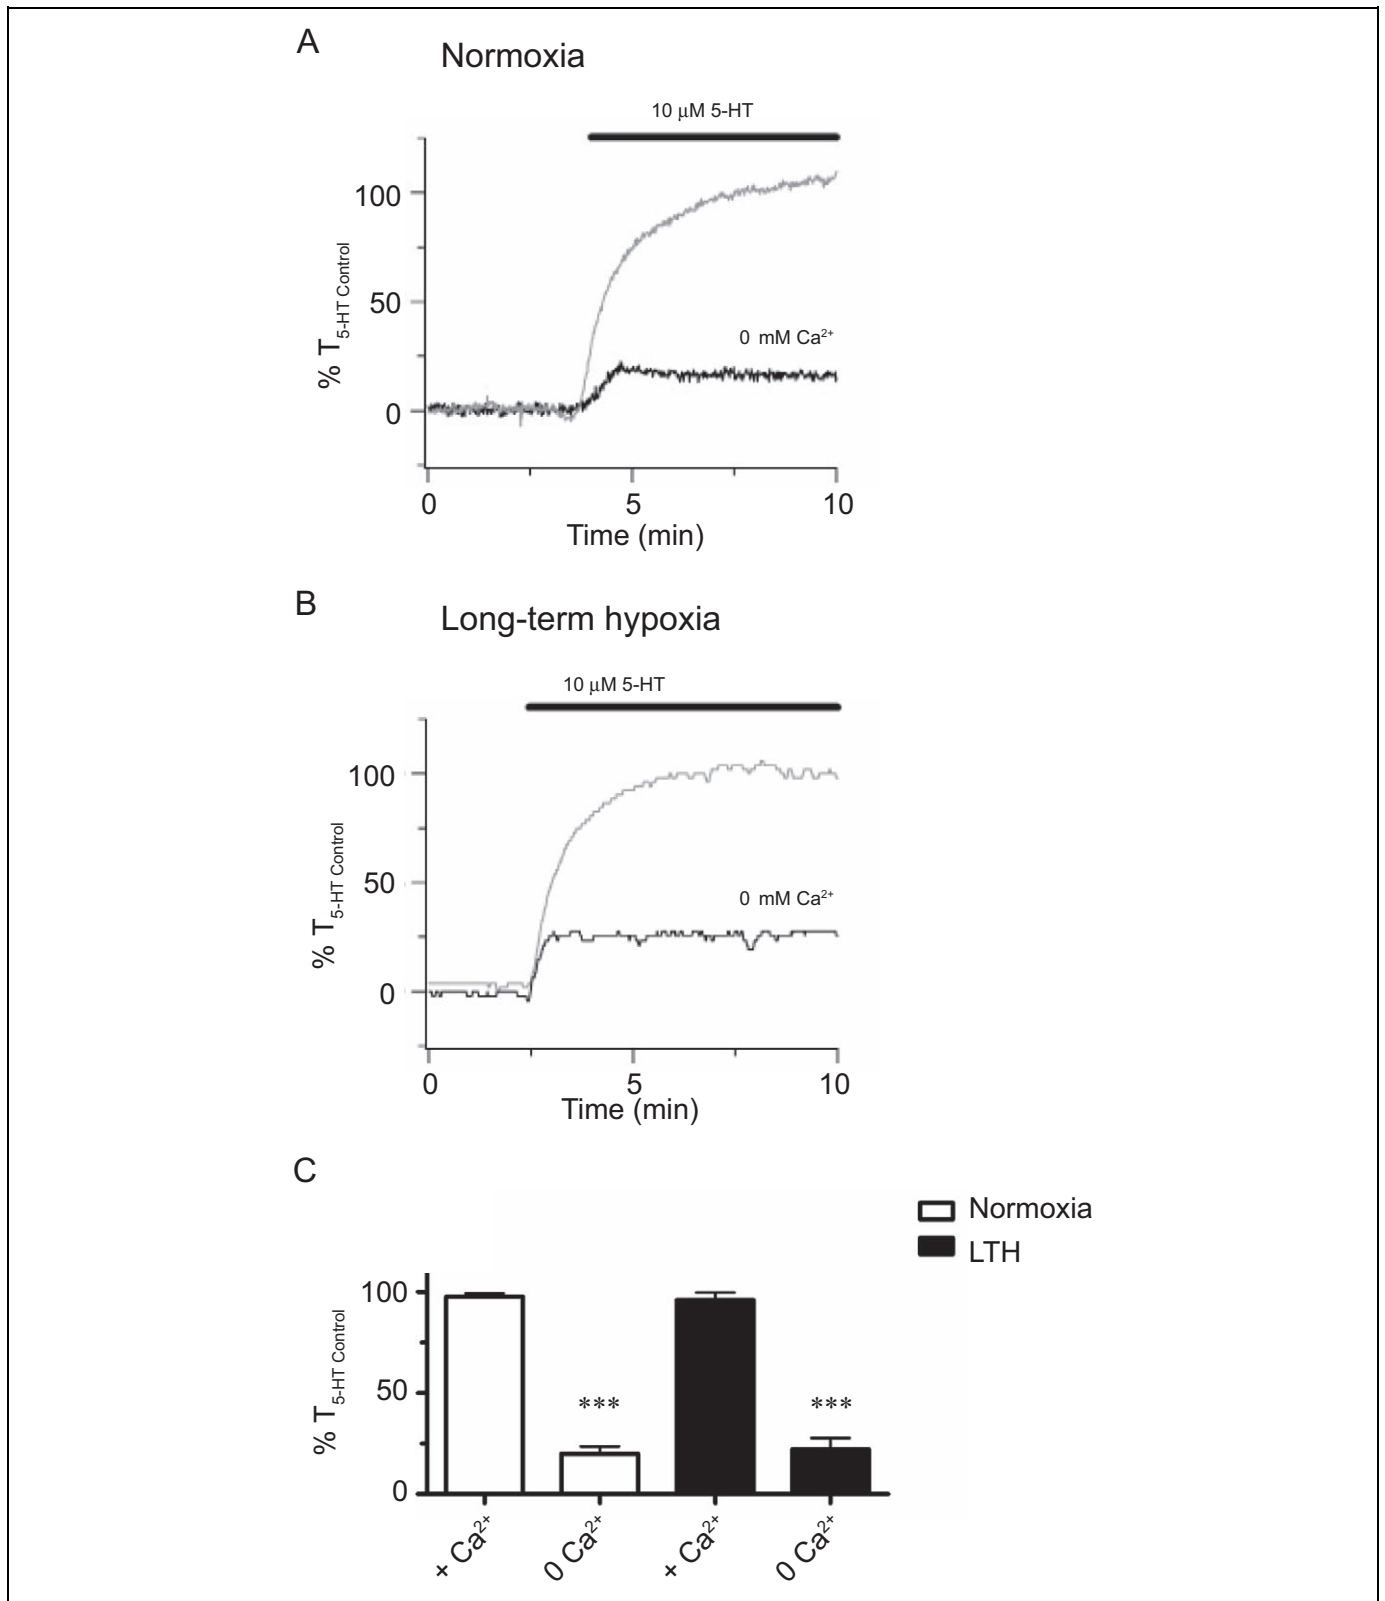 A
Normoxia
10 μM 5-HT
100
50
0
% T5-HT Control
0 mM Ca2+
0 5 10
Time (min)
B
Long-term hypoxia
10 μM 5-HT
100
50
0
% T5-HT Control
0 mM Ca2+
0 5 10
Time (min)
C
Normoxia
LTH
100
50
0
% T5-HT Control
*** ***
+ Ca2+ 0 Ca2+ + Ca2+ 0 Ca2+